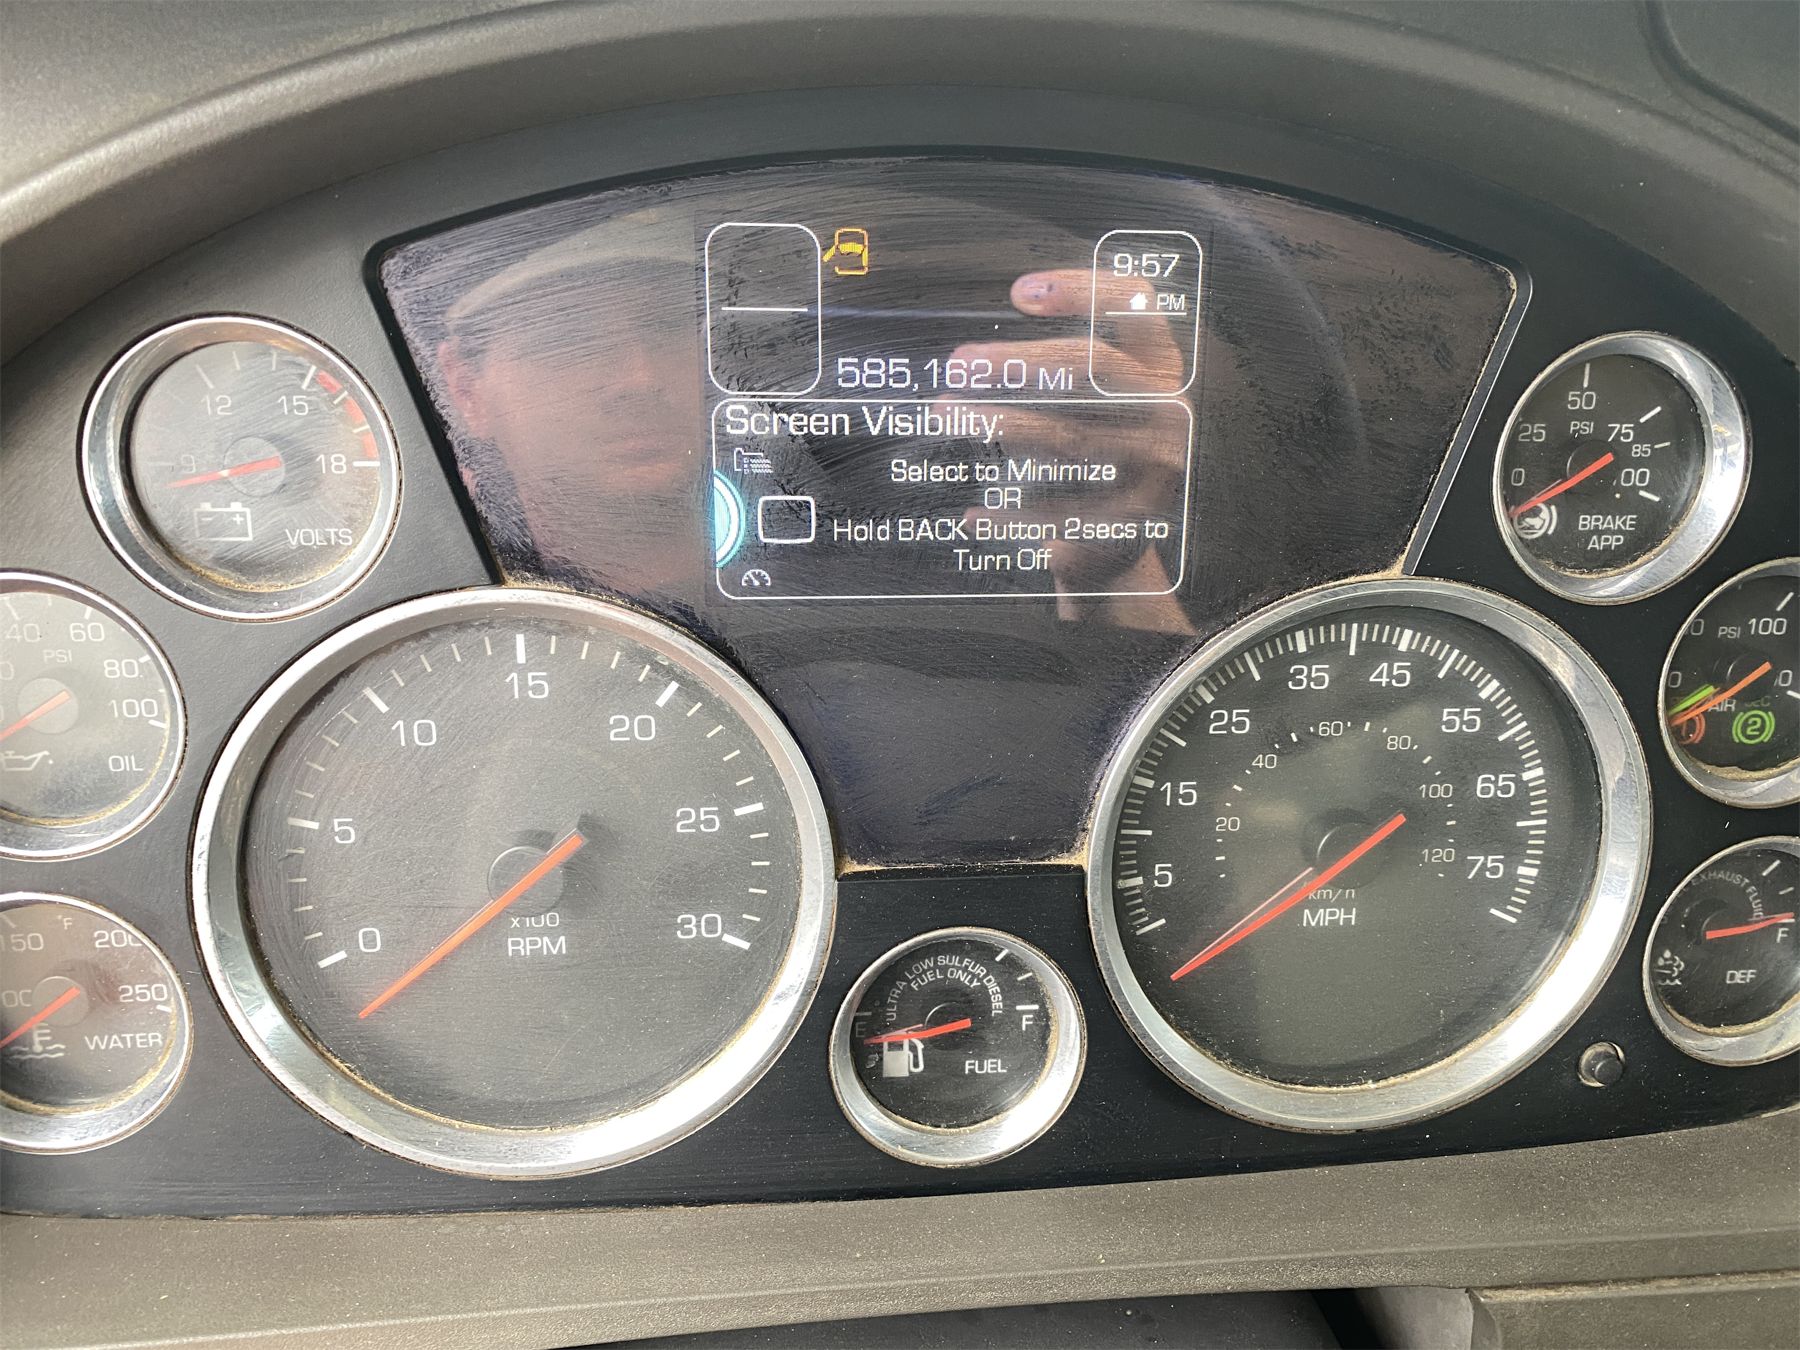 9:57
PM
585,162.0 Mi
Screen Visibility:
Select to Minimize
OR
Hold BACK Button 2secs to
Turn Off
9 12 15 18
- +
VOLTS
50
PSI
25 75
85
0
BRAKE
APP
40 60
PSI
80
100
OIL
0 5 10 15 20 25 30
x100
RPM
5 15 25 35 45 55 65 75
20 40 60 80 100 120
km/h
MPH
PSI 100
AIR
2
°F
150
250
WATER
ULTRA LOW SULFUR DIESEL
FUEL ONLY
E F
FUEL
EXHAUST FLUID
F
DEF